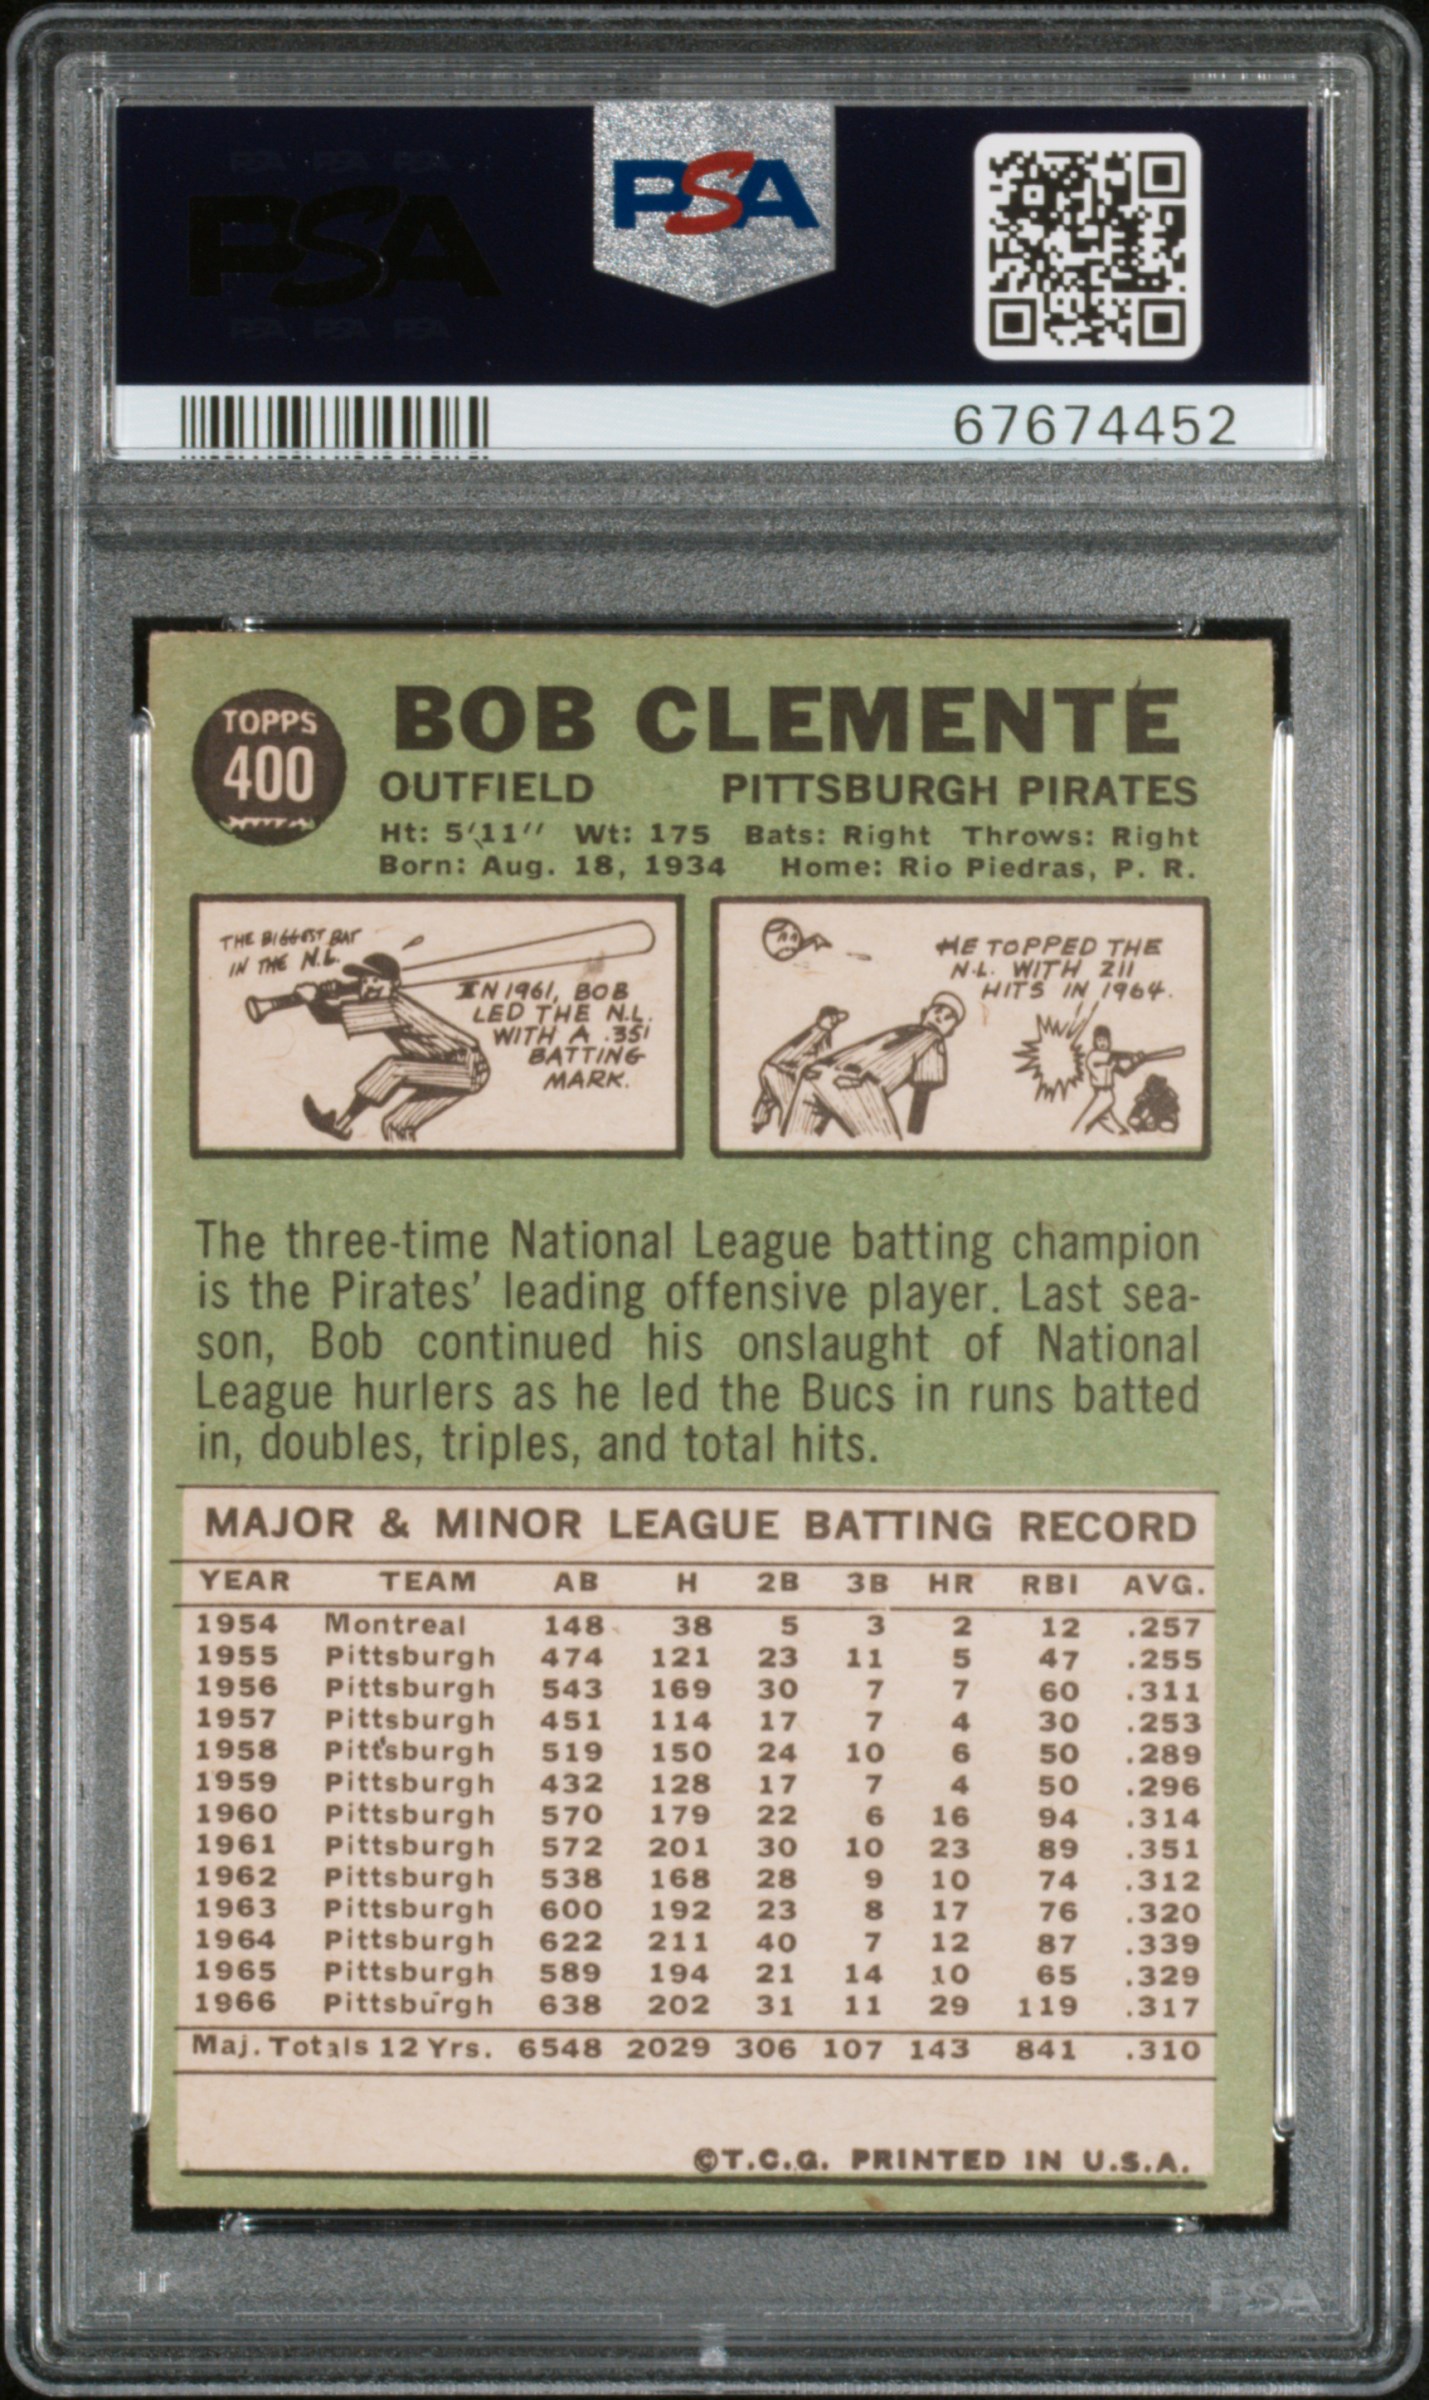 PSA PSA PSA
PSA
PSA PSA PSA
PSA
67674452
TOPPS
400
BOB CLEMENTE
OUTFIELD PITTSBURGH PIRATES
Ht: 5'11" Wt: 175 Bats: Right Throws: Right
Born: Aug. 18, 1934 Home: Rio Piedras, P. R.
THE BIGGEST BAT
IN THE N.L.
IN 1961, BOB
LED THE N.L.
WITH A .351
BATTING
MARK.
HE TOPPED THE
N.L. WITH 211
HITS IN 1964.
The three-time National League batting champion
is the Pirates' leading offensive player. Last sea-
son, Bob continued his onslaught of National
League hurlers as he led the Bucs in runs batted
in, doubles, triples, and total hits.
MAJOR & MINOR LEAGUE BATTING RECORD
YEAR TEAM AB H 2B 3B HR RBI AVG.
1954 Montreal 148 38 5 3 2 12 .257
1955 Pittsburgh 474 121 23 11 5 47 .255
1956 Pittsburgh 543 169 30 7 7 60 .311
1957 Pittsburgh 451 114 17 7 4 30 .253
1958 Pittsburgh 519 150 24 10 6 50 .289
1959 Pittsburgh 432 128 17 7 4 50 .296
1960 Pittsburgh 570 179 22 6 16 94 .314
1961 Pittsburgh 572 201 30 10 23 89 .351
1962 Pittsburgh 538 168 28 9 10 74 .312
1963 Pittsburgh 600 192 23 8 17 76 .320
1964 Pittsburgh 622 211 40 7 12 87 .339
1965 Pittsburgh 589 194 21 14 10 65 .329
1966 Pittsburgh 638 202 31 11 29 119 .317
Maj. Totals 12 Yrs. 6548 2029 306 107 143 841 .310
©T.C.G. PRINTED IN U.S.A.
PSA